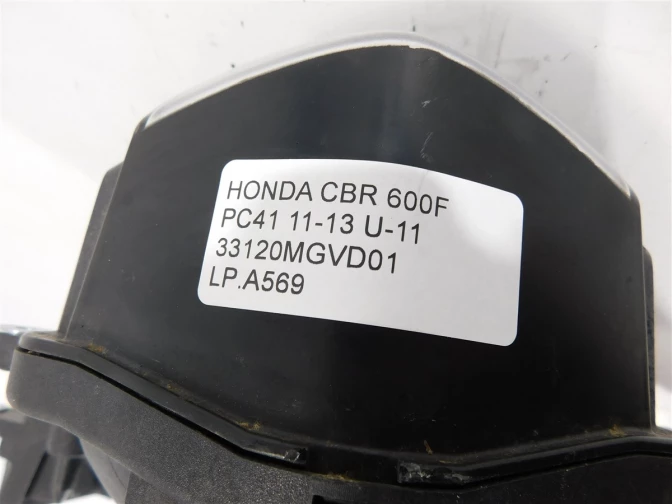 HONDA CBR 600F
PC41 11-13 U-11
33120MGVD01
LP.A569